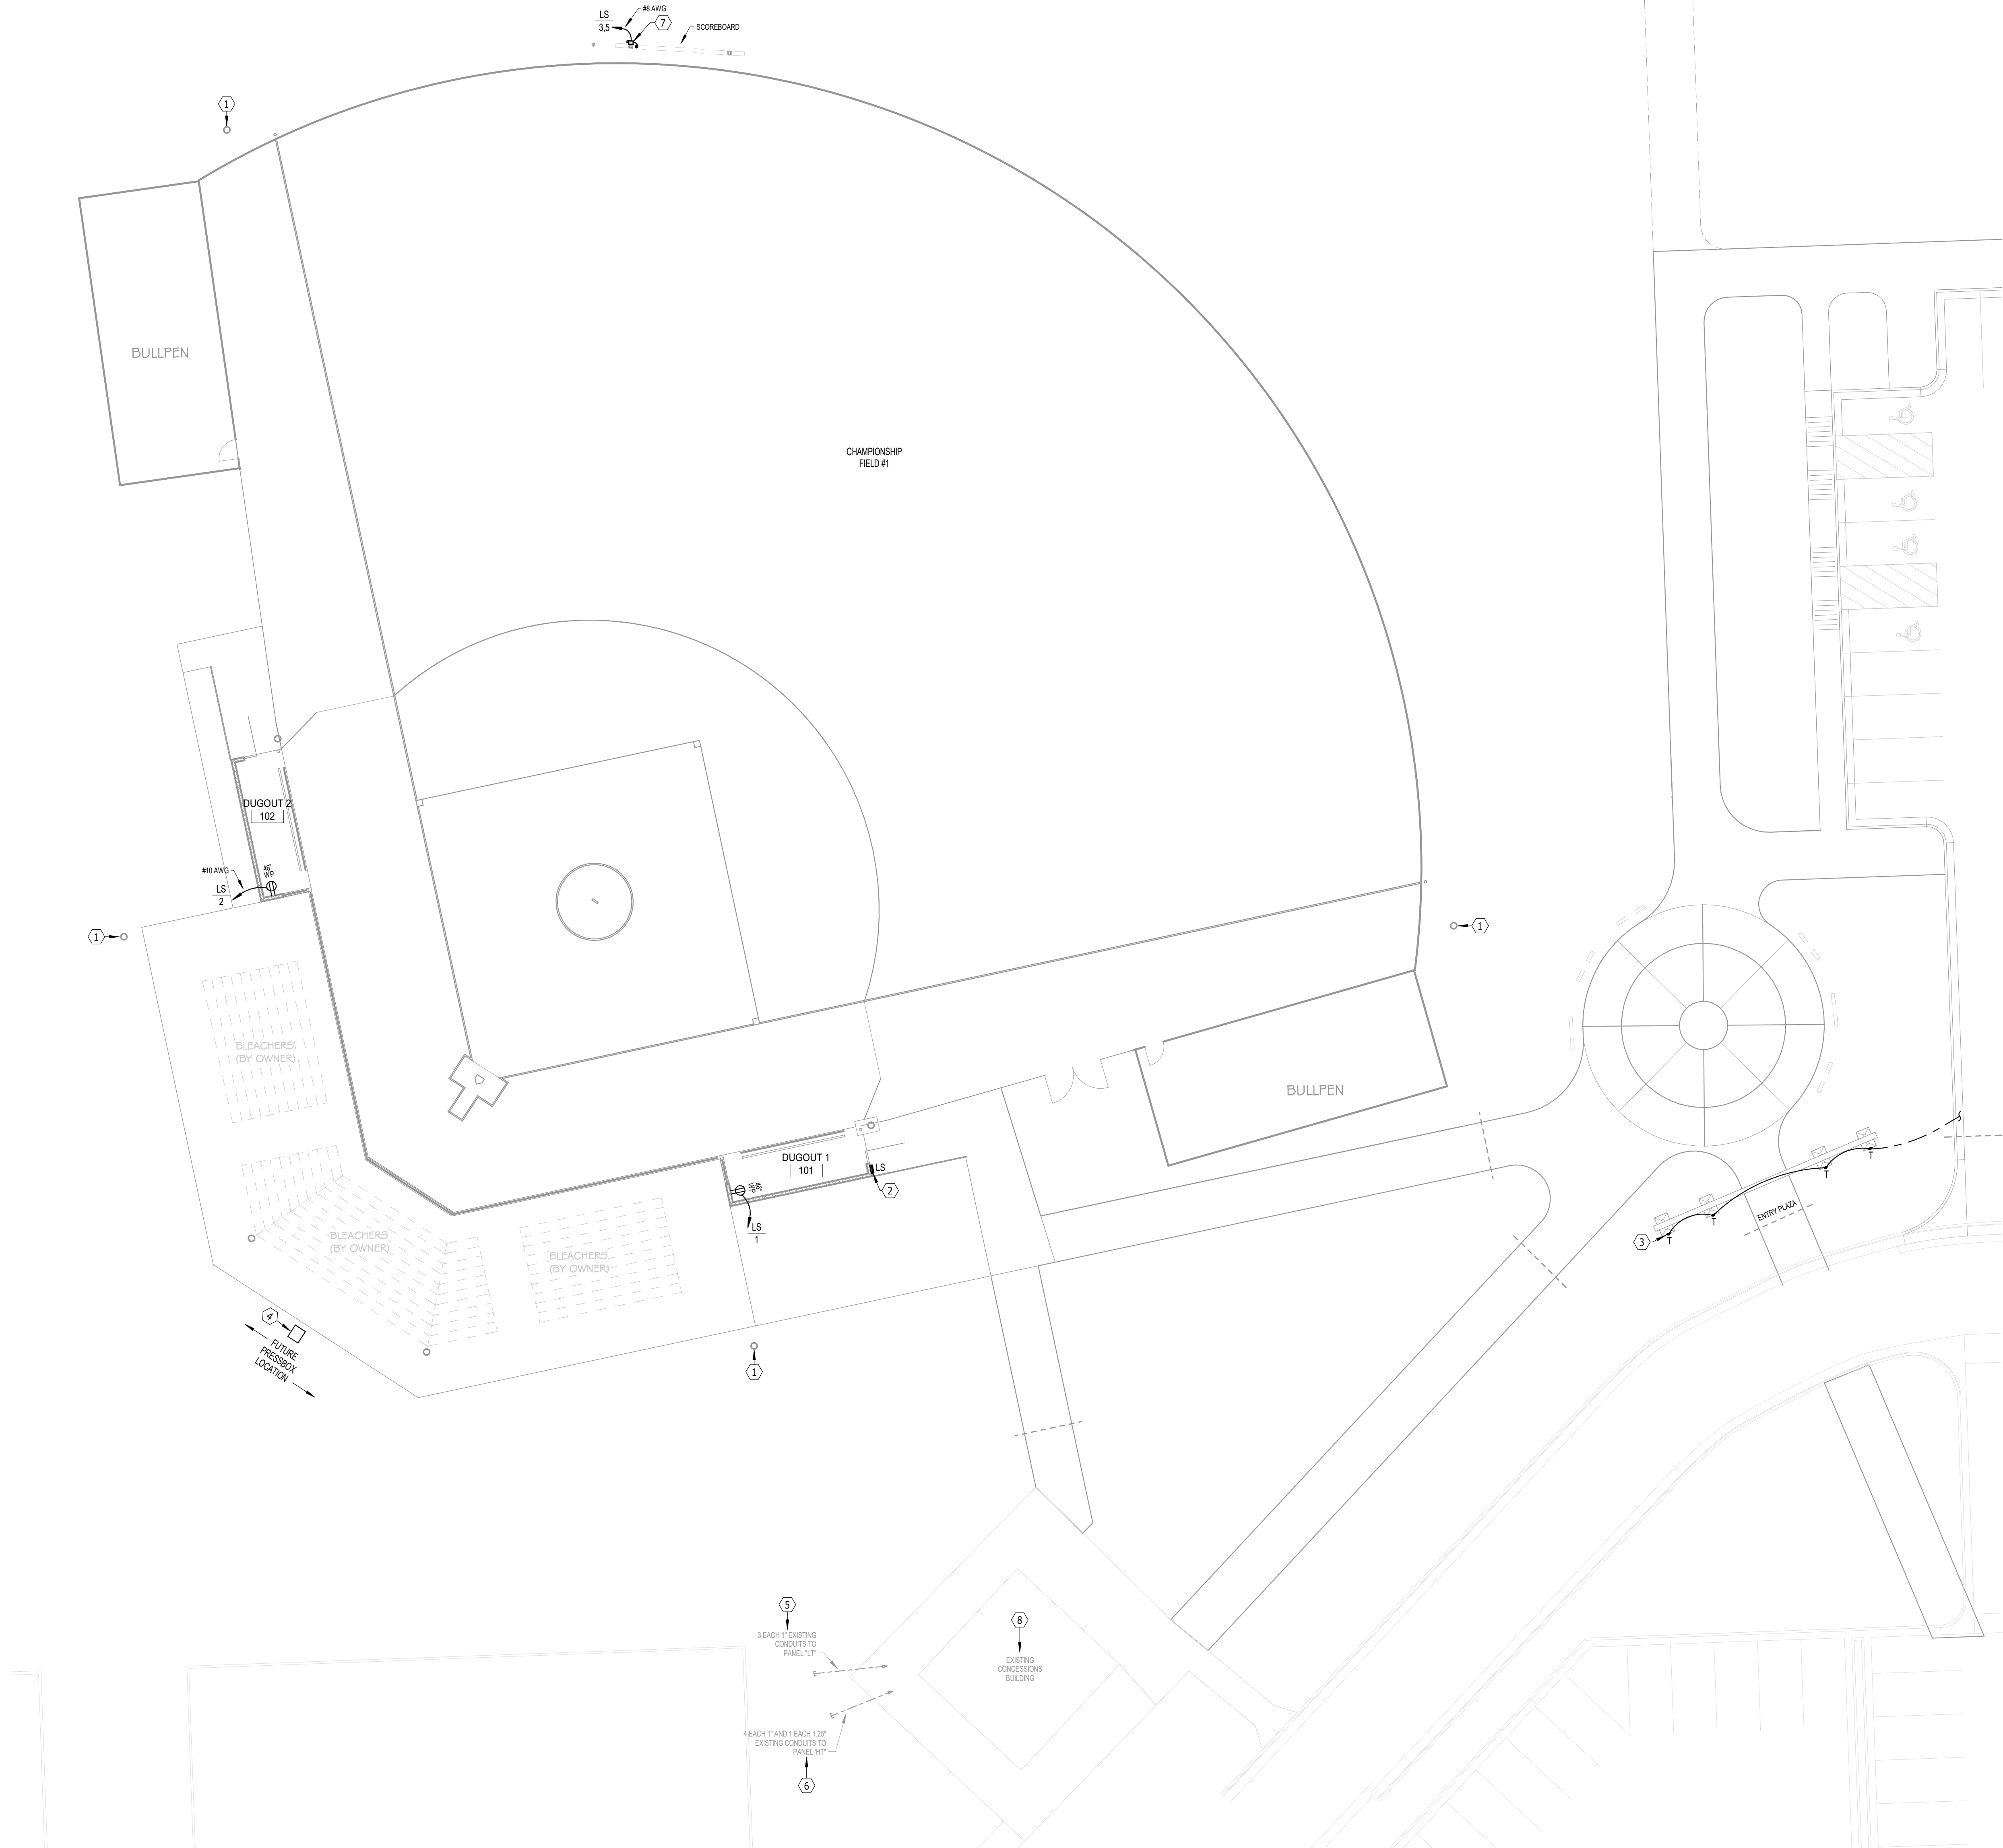 #8 AWG
LS
3,5
7
SCOREBOARD
1
BULLPEN
CHAMPIONSHIP
FIELD #1
DUGOUT 2
102
#10 AWG
46"
WP
LS
2
1
1
BLEACHERS
(BY OWNER)
BULLPEN
DUGOUT 1
101
LS
2
46"
WP
LS
1
BLEACHERS
(BY OWNER)
BLEACHERS
(BY OWNER)
ENTRY PLAZA
3
T
T
T
T
4
FUTURE
PRESSBOX
LOCATION
1
5
3 EACH 1" EXISTING
CONDUITS TO
PANEL "LT"
8
EXISTING
CONCESSIONS
BUILDING
4 EACH 1" AND 1 EACH 1.25"
EXISTING CONDUITS TO
PANEL 'HT"
6